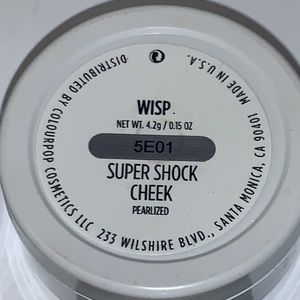 WISP
NET WT. 4.2g / 0.15 OZ
5E01
SUPER SHOCK
CHEEK
PEARLIZED
DISTRIBUTED BY COLOURPOP COSMETICS LLC 233 WILSHIRE BLVD., SANTA MONICA, CA 90401 MADE IN U.S.A.